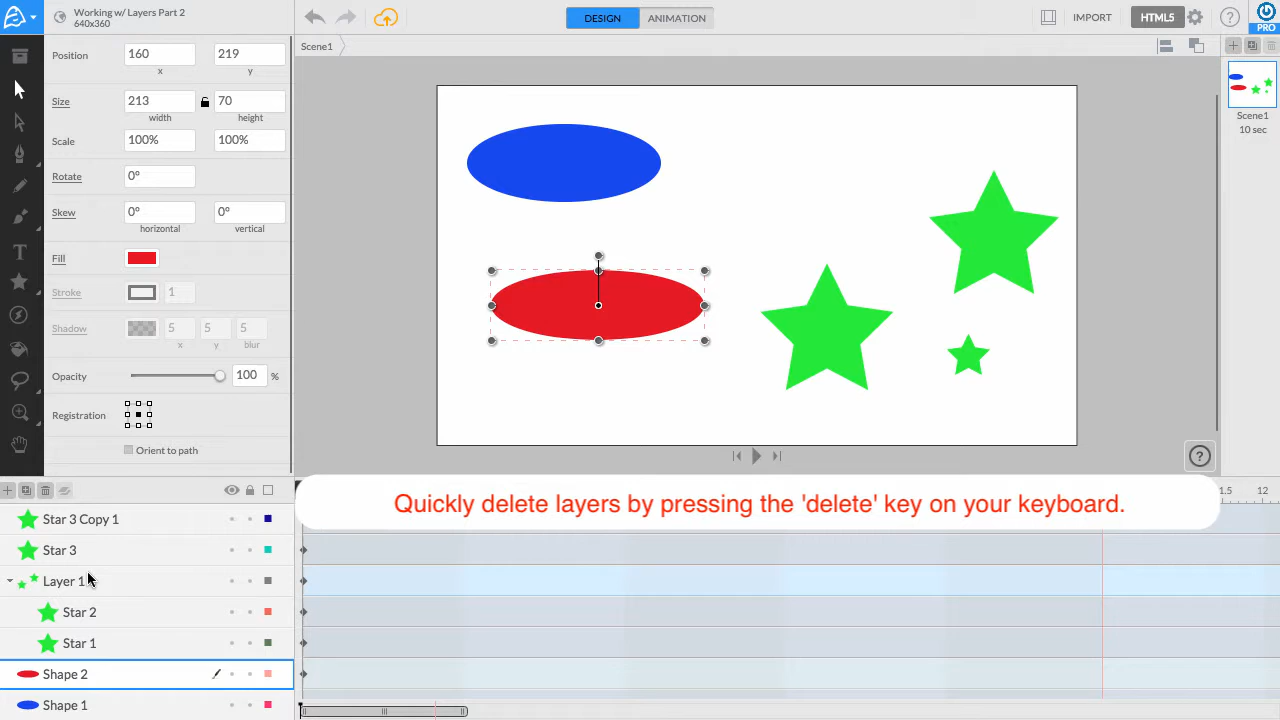 Working w/ Layers Part 2
640x360
DESIGN
ANIMATION
IMPORT
HTML5
?
PRO
Scene1
Position
160
219
x
y
Size
213
70
width
height
Scale
100%
100%
Rotate
0°
Skew
0°
0°
horizontal
vertical
Fill
Stroke
1
Shadow
5
5
5
x
y
blur
Opacity
100
%
Registration
Orient to path
T
Scene1
10 sec
?
1.5
12
Quickly delete layers by pressing the 'delete' key on your keyboard.
Star 3 Copy 1
Star 3
Layer 1
Star 2
Star 1
Shape 2
Shape 1